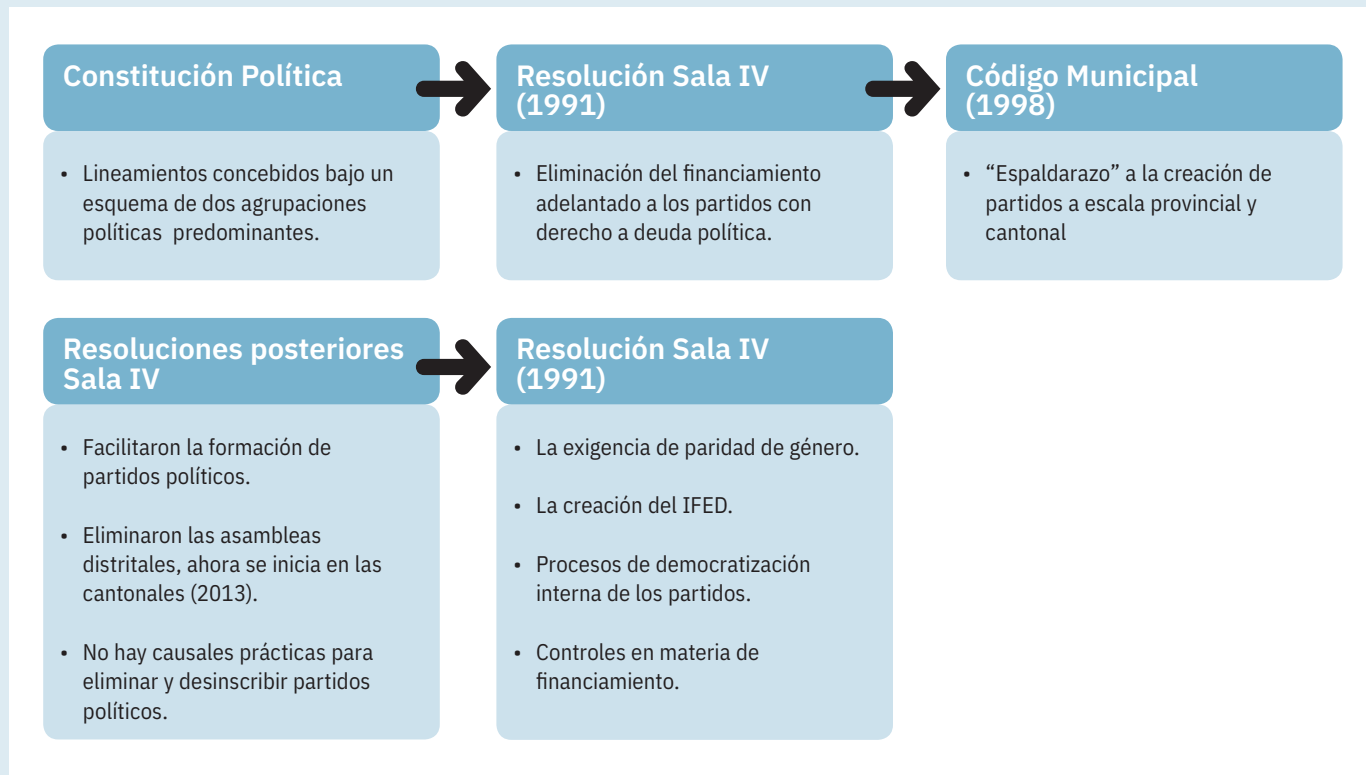 Constitución Política
• Lineamientos concebidos bajo un
esquema de dos agrupaciones
políticas predominantes.
Resolución Sala IV
(1991)
• Eliminación del financiamiento
adelantado a los partidos con
derecho a deuda política.
Código Municipal
(1998)
• “Espaldarazo” a la creación de
partidos a escala provincial y
cantonal
Resoluciones posteriores
Sala IV
• Facilitaron la formación de
partidos políticos.
• Eliminaron las asambleas
distritales, ahora se inicia en las
cantonales (2013).
• No hay causales prácticas para
eliminar y desinscribir partidos
políticos.
Resolución Sala IV
(1991)
• La exigencia de paridad de género.
• La creación del IFED.
• Procesos de democratización
interna de los partidos.
• Controles en materia de
financiamiento.